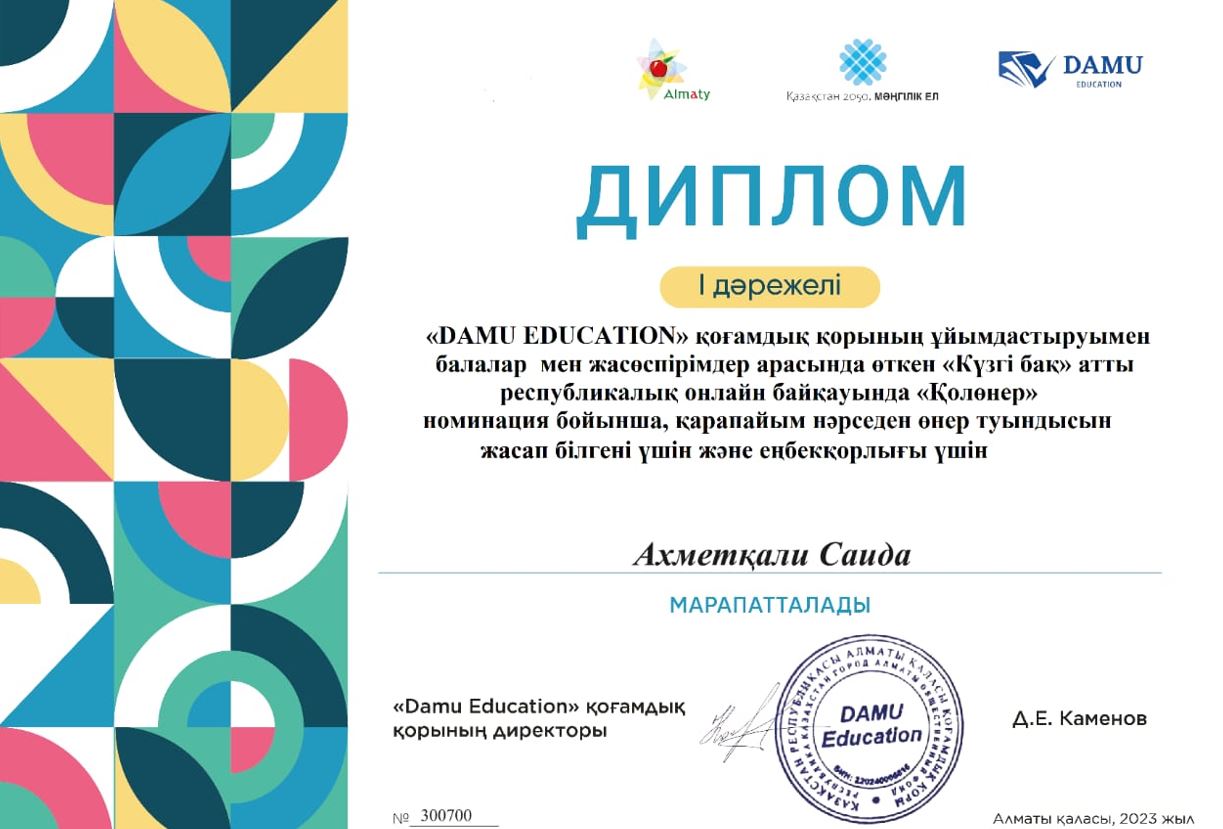 Almaty
Қазақстан 2050. МӘҢГІЛІК ЕЛ
DAMU
EDUCATION
ДИПЛОМ
І дәрежелі
«DAMU EDUCATION» қоғамдық қорының ұйымдастыруымен
балалар мен жасөспірімдер арасында өткен «Күзгі бақ» атты
республикалық онлайн байқауында «Қолөнер»
номинация бойынша, қарапайым нәрседен өнер туындысын
жасап білгені үшін және еңбекқорлығы үшін
Ахметқали Саида
МАРАПАТТАЛАДЫ
«Damu Education» қоғамдық
қорының директоры
ҚАЗАҚСТАН РЕСПУБЛИКАСЫ АЛМАТЫ ҚАЛАСЫ ҚОҒАМДЫҚ ҚОРЫ
РЕСПУБЛИКА КАЗАХСТАН ГОРОД АЛМАТЫ ОБЩЕСТВЕННЫЙ ФОНД
DAMU
Education
БИН:
Д.Е. Каменов
№ 300700
Алматы қаласы, 2023 жыл